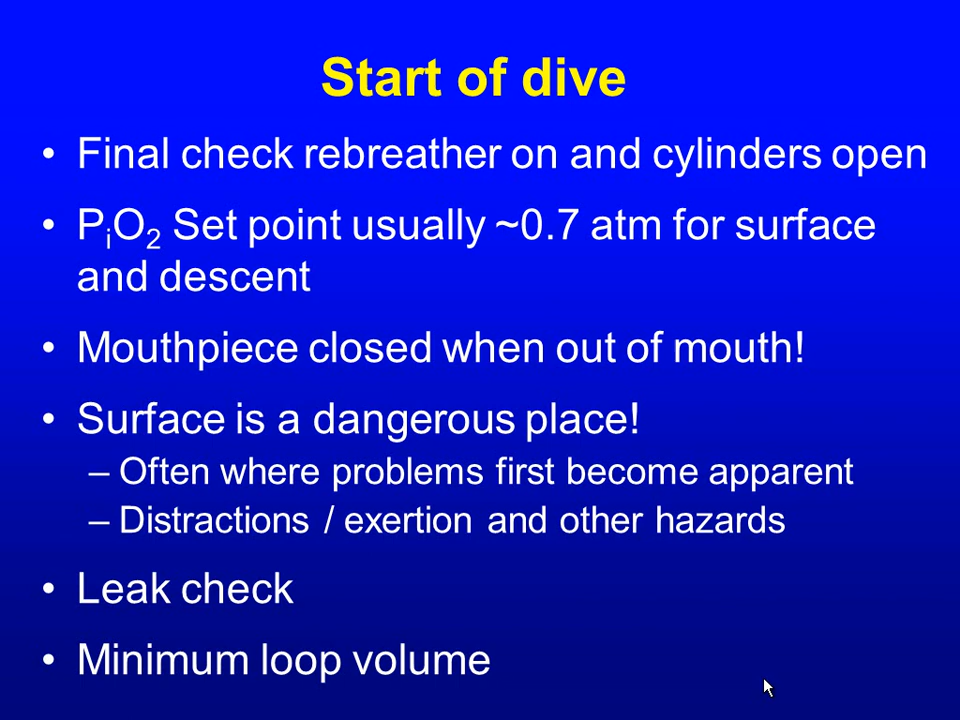 Start of dive
• Final check rebreather on and cylinders open
• PiO2 Set point usually ~0.7 atm for surface
and descent
• Mouthpiece closed when out of mouth!
• Surface is a dangerous place!
– Often where problems first become apparent
– Distractions / exertion and other hazards
• Leak check
• Minimum loop volume